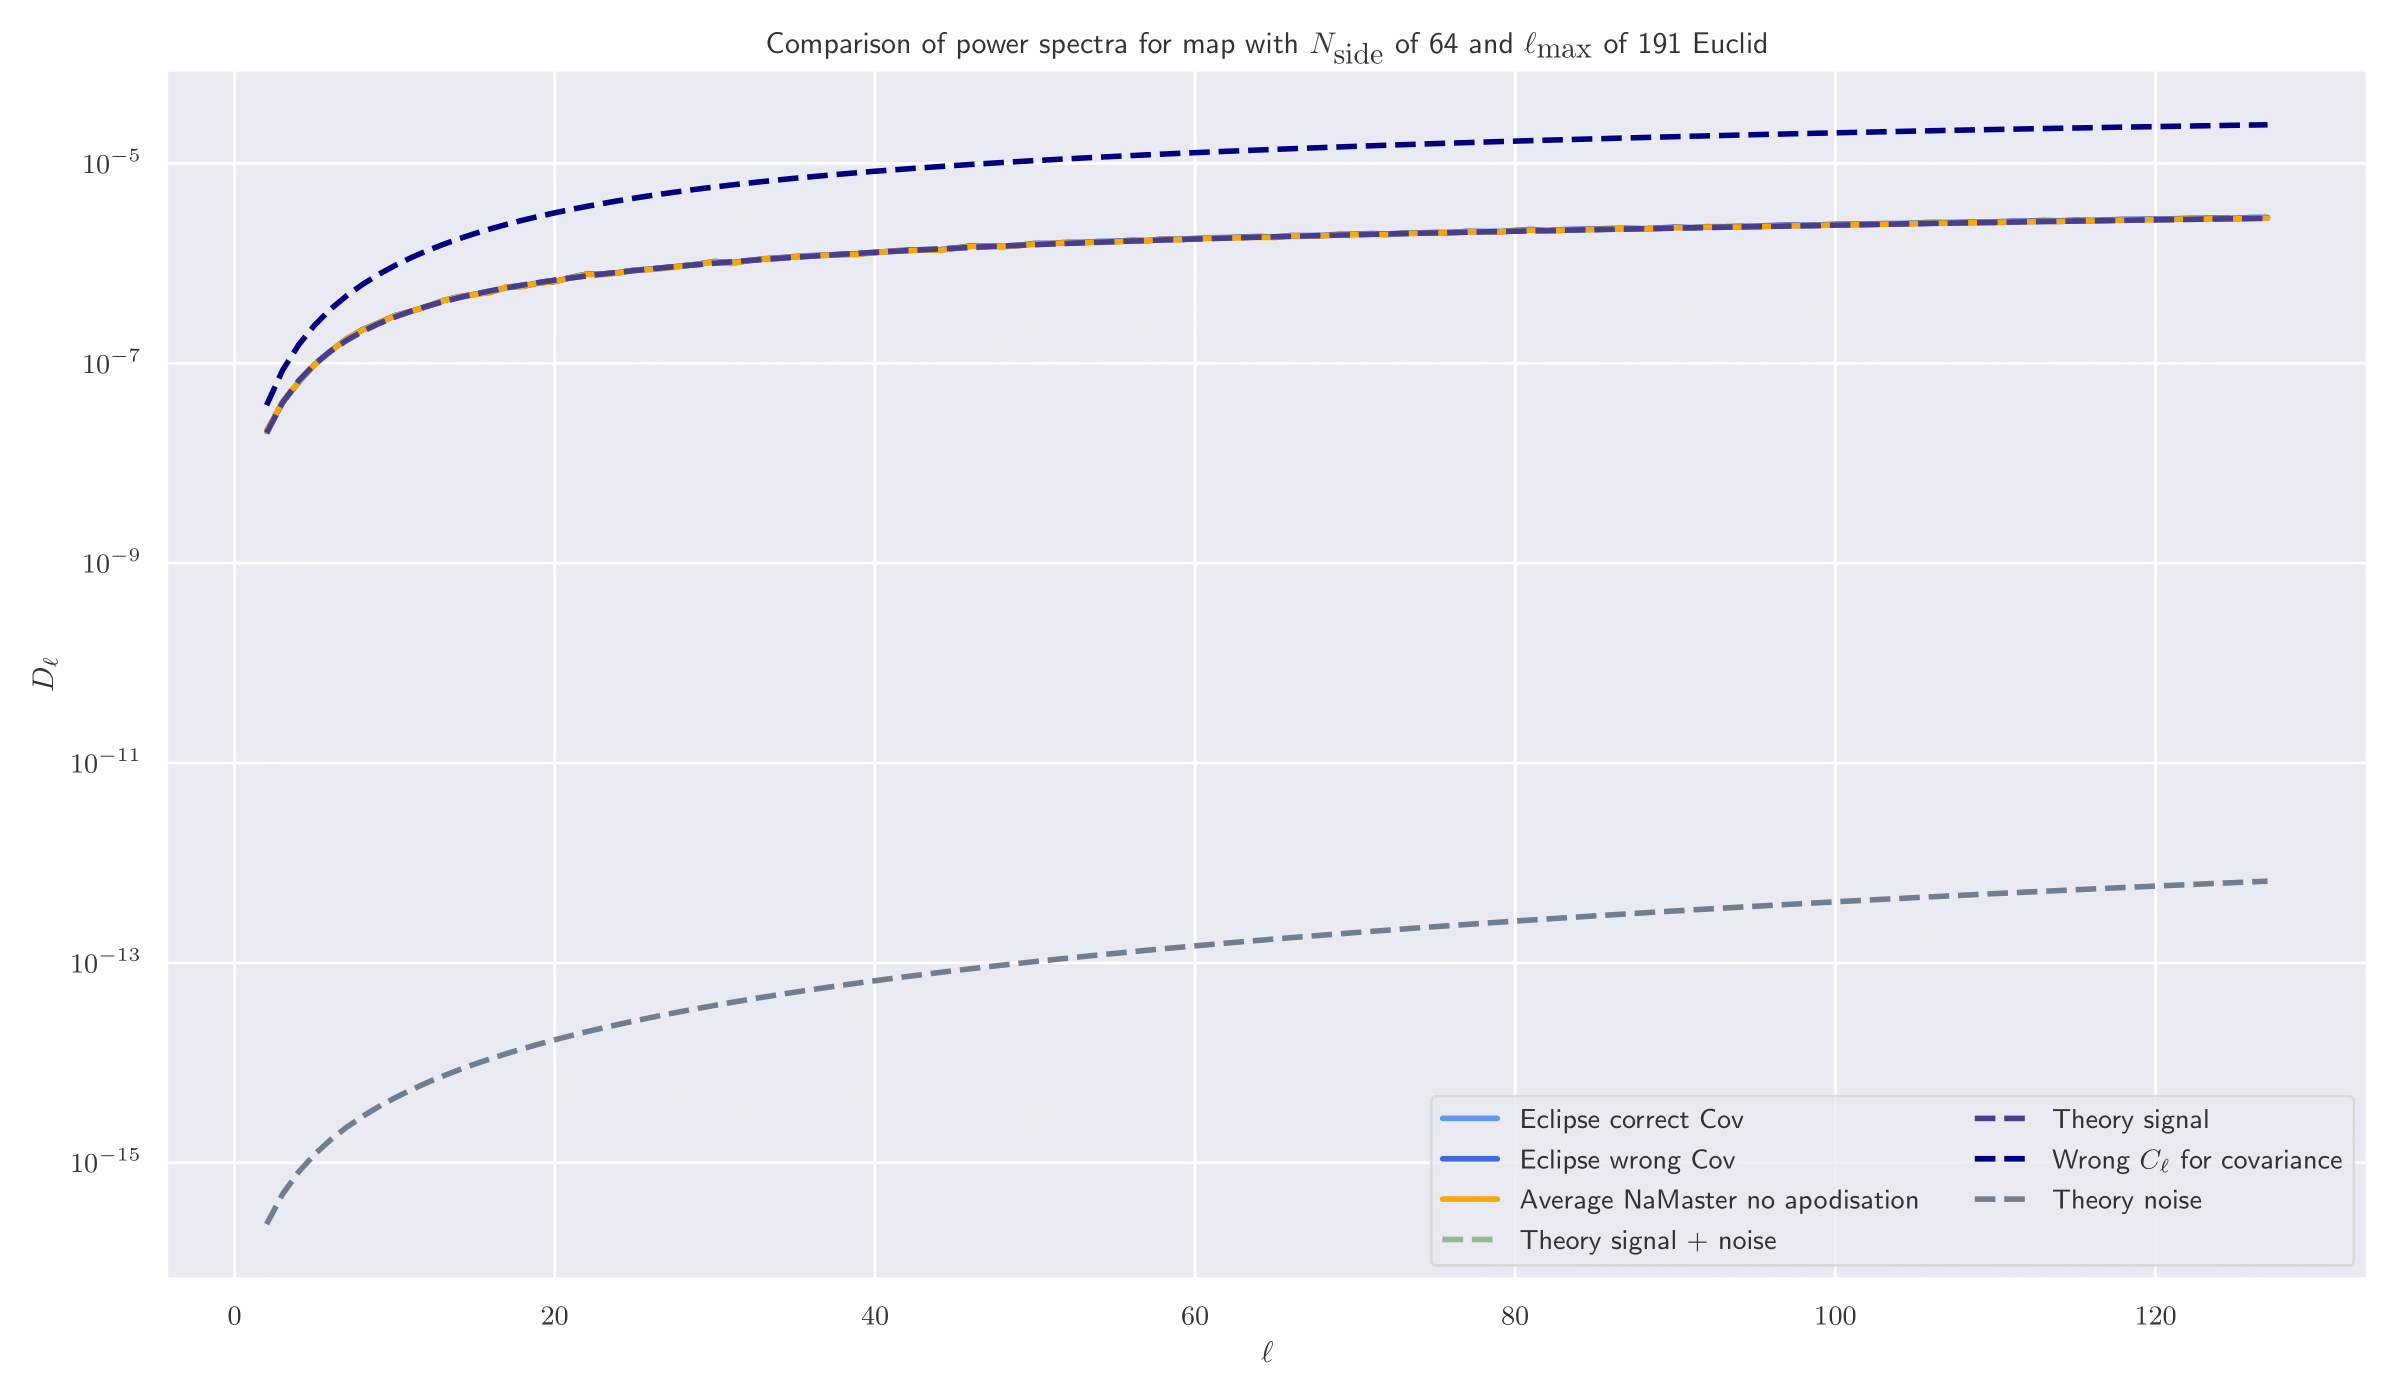 Comparison of power spectra for map with N_side of 64 and ℓ_max of 191 Euclid
10^−5
10^−7
10^−9
10^−11
10^−13
10^−15
D_ℓ
Eclipse correct Cov
Eclipse wrong Cov
Average NaMaster no apodisation
Theory signal + noise
Theory signal
Wrong C_ℓ for covariance
Theory noise
0 20 40 60 80 100 120
ℓ